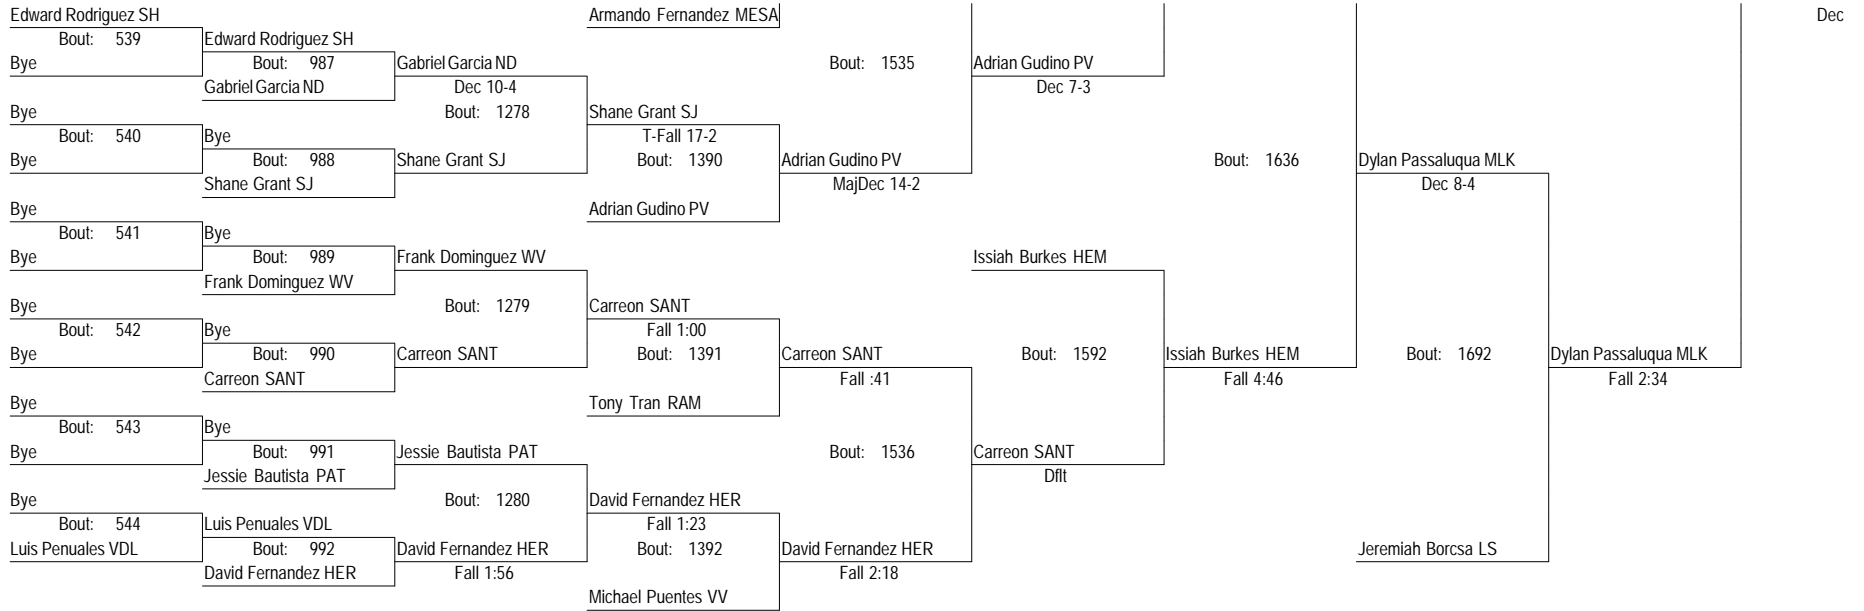 Edward Rodriguez SH
Armando Fernandez MESA
Dec
Bout: 539
Edward Rodriguez SH
Bye
Bout: 987
Gabriel Garcia ND
Bout: 1535
Adrian Gudino PV
Gabriel Garcia ND
Dec 10-4
Dec 7-3
Bye
Bout: 1278
Shane Grant SJ
Bout: 540
Bye
T-Fall 17-2
Bye
Bout: 988
Shane Grant SJ
Bout: 1390
Adrian Gudino PV
Bout: 1636
Dylan Passaluqua MLK
Shane Grant SJ
MajDec 14-2
Dec 8-4
Bye
Adrian Gudino PV
Bout: 541
Bye
Bye
Bout: 989
Frank Dominguez WV
Issiah Burkes HEM
Frank Dominguez WV
Bye
Bout: 1279
Carreon SANT
Bout: 542
Bye
Fall 1:00
Bye
Bout: 990
Carreon SANT
Bout: 1391
Carreon SANT
Bout: 1592
Issiah Burkes HEM
Bout: 1692
Dylan Passaluqua MLK
Carreon SANT
Fall :41
Fall 4:46
Fall 2:34
Bye
Tony Tran RAM
Bout: 543
Bye
Bye
Bout: 991
Jessie Bautista PAT
Bout: 1536
Carreon SANT
Jessie Bautista PAT
Dflt
Bye
Bout: 1280
David Fernandez HER
Bout: 544
Luis Penuales VDL
Fall 1:23
Luis Penuales VDL
Bout: 992
David Fernandez HER
Bout: 1392
David Fernandez HER
Jeremiah Borcsa LS
David Fernandez HER
Fall 1:56
Fall 2:18
Michael Puentes VV